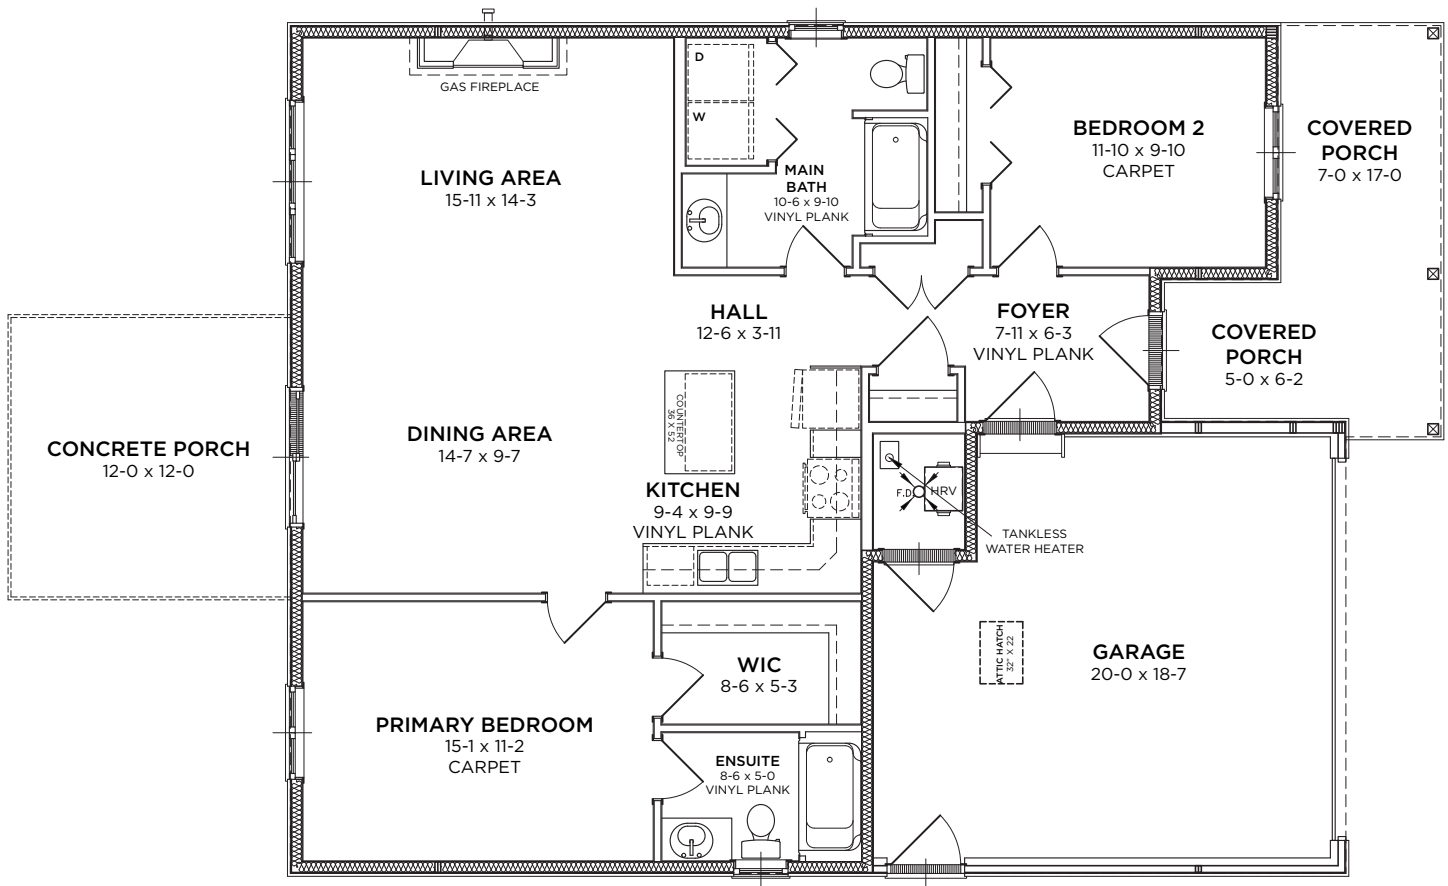 GAS FIREPLACE
D
W
LIVING AREA
15-11 x 14-3
MAIN
BATH
10-6 x 9-10
VINYL PLANK
BEDROOM 2
11-10 x 9-10
CARPET
COVERED
PORCH
7-0 x 17-0
HALL
12-6 x 3-11
FOYER
7-11 x 6-3
VINYL PLANK
COVERED
PORCH
5-0 x 6-2
CONCRETE PORCH
12-0 x 12-0
DINING AREA
14-7 x 9-7
COUNTERTOP
36 X 52
KITCHEN
9-4 x 9-9
VINYL PLANK
F.D.
HRV
TANKLESS
WATER HEATER
ATTIC HATCH
32" X 22
GARAGE
20-0 x 18-7
WIC
8-6 x 5-3
PRIMARY BEDROOM
15-1 x 11-2
CARPET
ENSUITE
8-6 x 5-0
VINYL PLANK